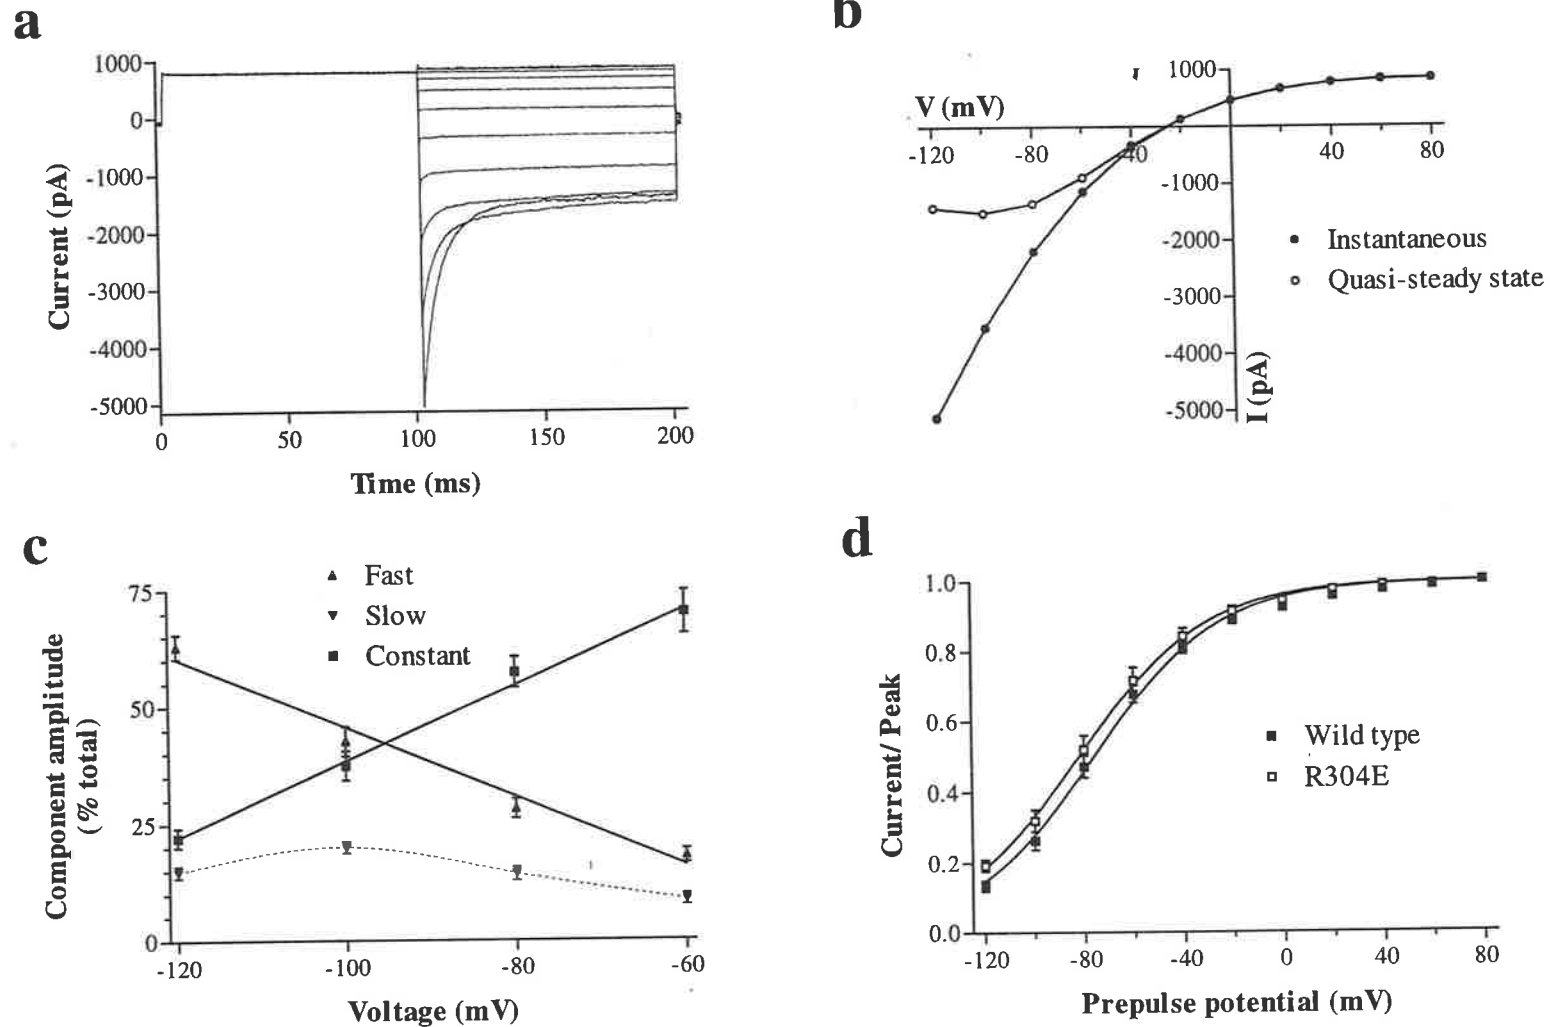 a
1000
0
-1000
-2000
-3000
-4000
-5000
Current (pA)
0
50
100
150
200
Time (ms)
b
1000
V (mV)
-120
-80
-40
40
80
-1000
-2000
-3000
-4000
-5000
I (pA)
Instantaneous
Quasi-steady state
c
Fast
Slow
Constant
75
50
25
0
Component amplitude
(% total)
-120
-100
-80
-60
Voltage (mV)
d
1.0
0.8
0.6
0.4
0.2
0.0
Current/ Peak
Wild type
R304E
-120
-80
-40
0
40
80
Prepulse potential (mV)